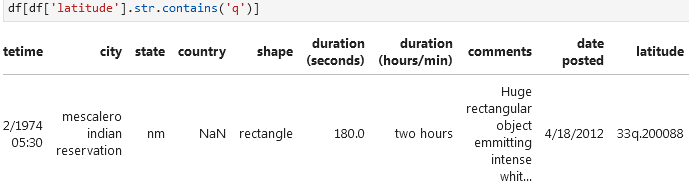 df[df['latitude'].str.contains('q')]
tetime city state country shape duration (seconds) duration (hours/min) comments date posted latitude
2/1974 05:30 mescalero indian reservation nm NaN rectangle 180.0 two hours Huge rectangular object emmitting intense whit... 4/18/2012 33q.200088